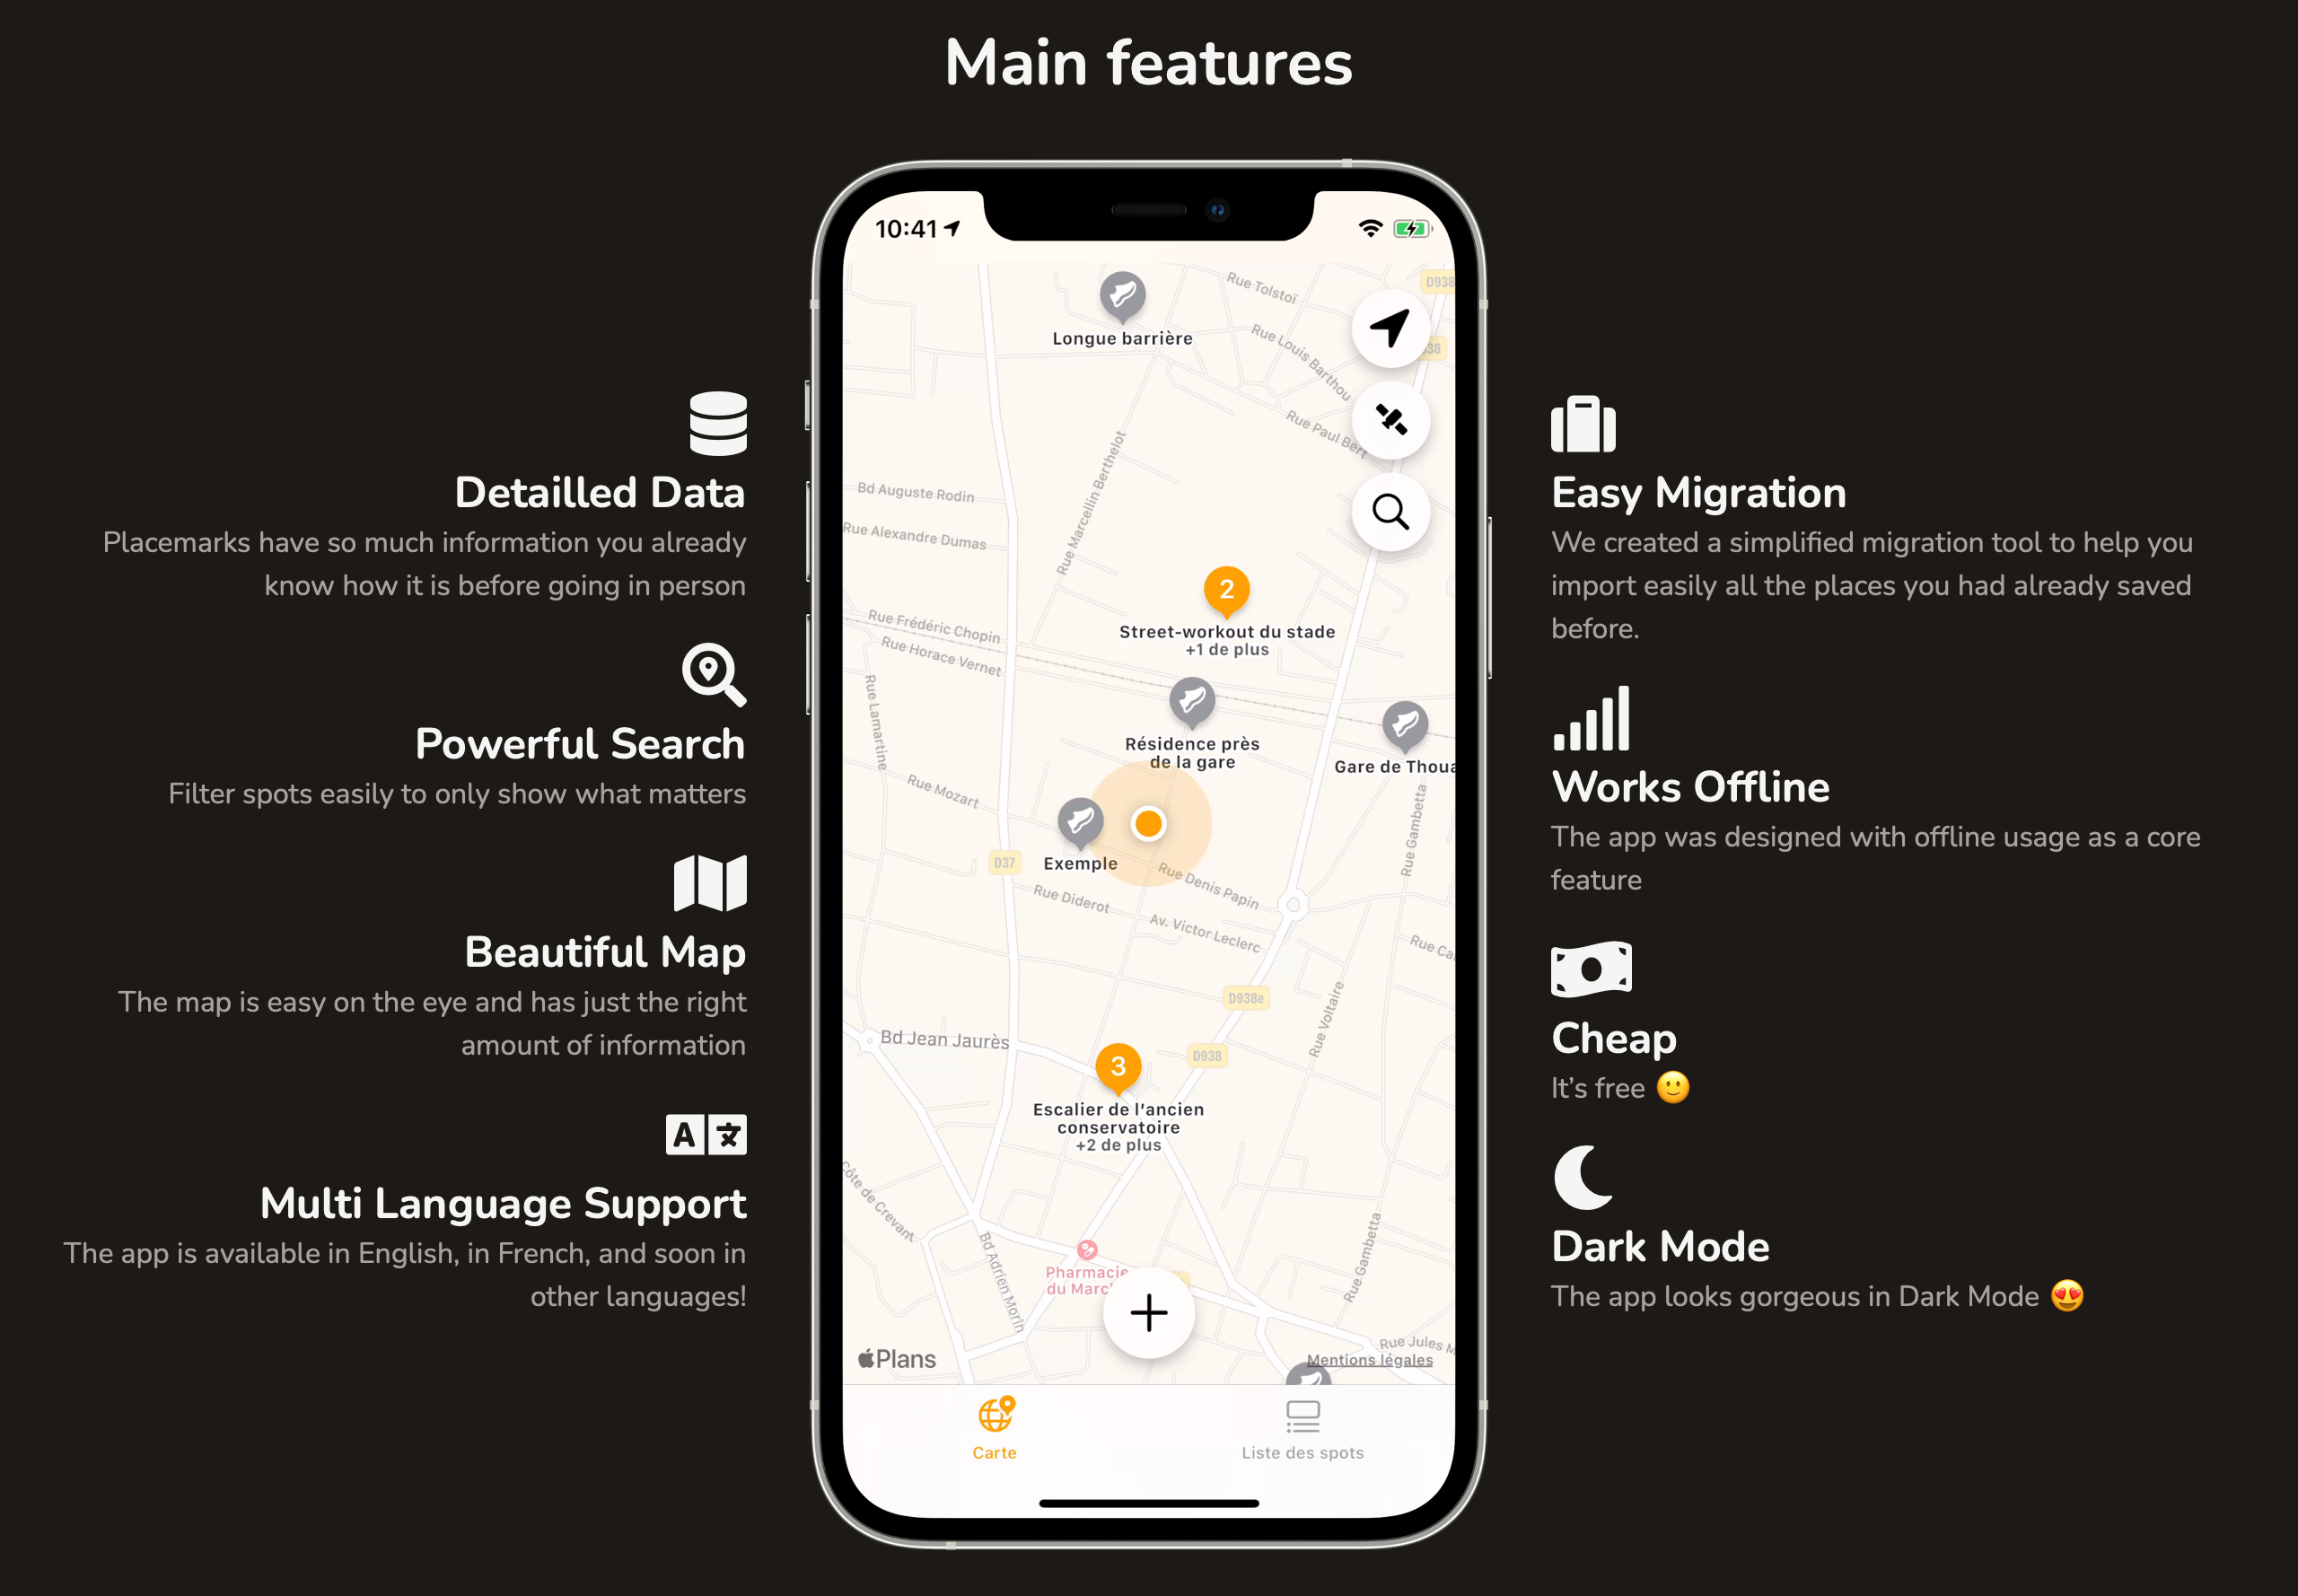 Main features
Detailled Data
Placemarks have so much information you already
know how it is before going in person
Powerful Search
Filter spots easily to only show what matters
Beautiful Map
The map is easy on the eye and has just the right
amount of information
Multi Language Support
The app is available in English, in French, and soon in
other languages!
10:41
Longue barrière
Rue Tolstoï
D938
Rue Louis Barthou
38
Rue Paul Bert
Rue Marcellin Berthelot
Bd Auguste Rodin
Rue Alexandre Dumas
2
Street-workout du stade
+1 de plus
Rue Frédéric Chopin
Rue Horace Vernet
Rue Lamartine
Résidence près
de la gare
Gare de Thoua
Rue Mozart
Exemple
D37
Rue Gambetta
Rue Denis Papin
Rue Diderot
Av. Victor Leclerc
Rue Ca
D938e
Rue Voltaire
Bd Jean Jaurès
D938
3
Escalier de l'ancien
conservatoire
+2 de plus
Côte de Crevant
Bd Adrien Morin
Pharmacie
du Marc
Rue Gambetta
Rue Jules M
Plans
Mentions légales
Carte
Liste des spots
Easy Migration
We created a simplified migration tool to help you
import easily all the places you had already saved
before.
Works Offline
The app was designed with offline usage as a core
feature
Cheap
It's free 🙂
Dark Mode
The app looks gorgeous in Dark Mode 😍
A 文